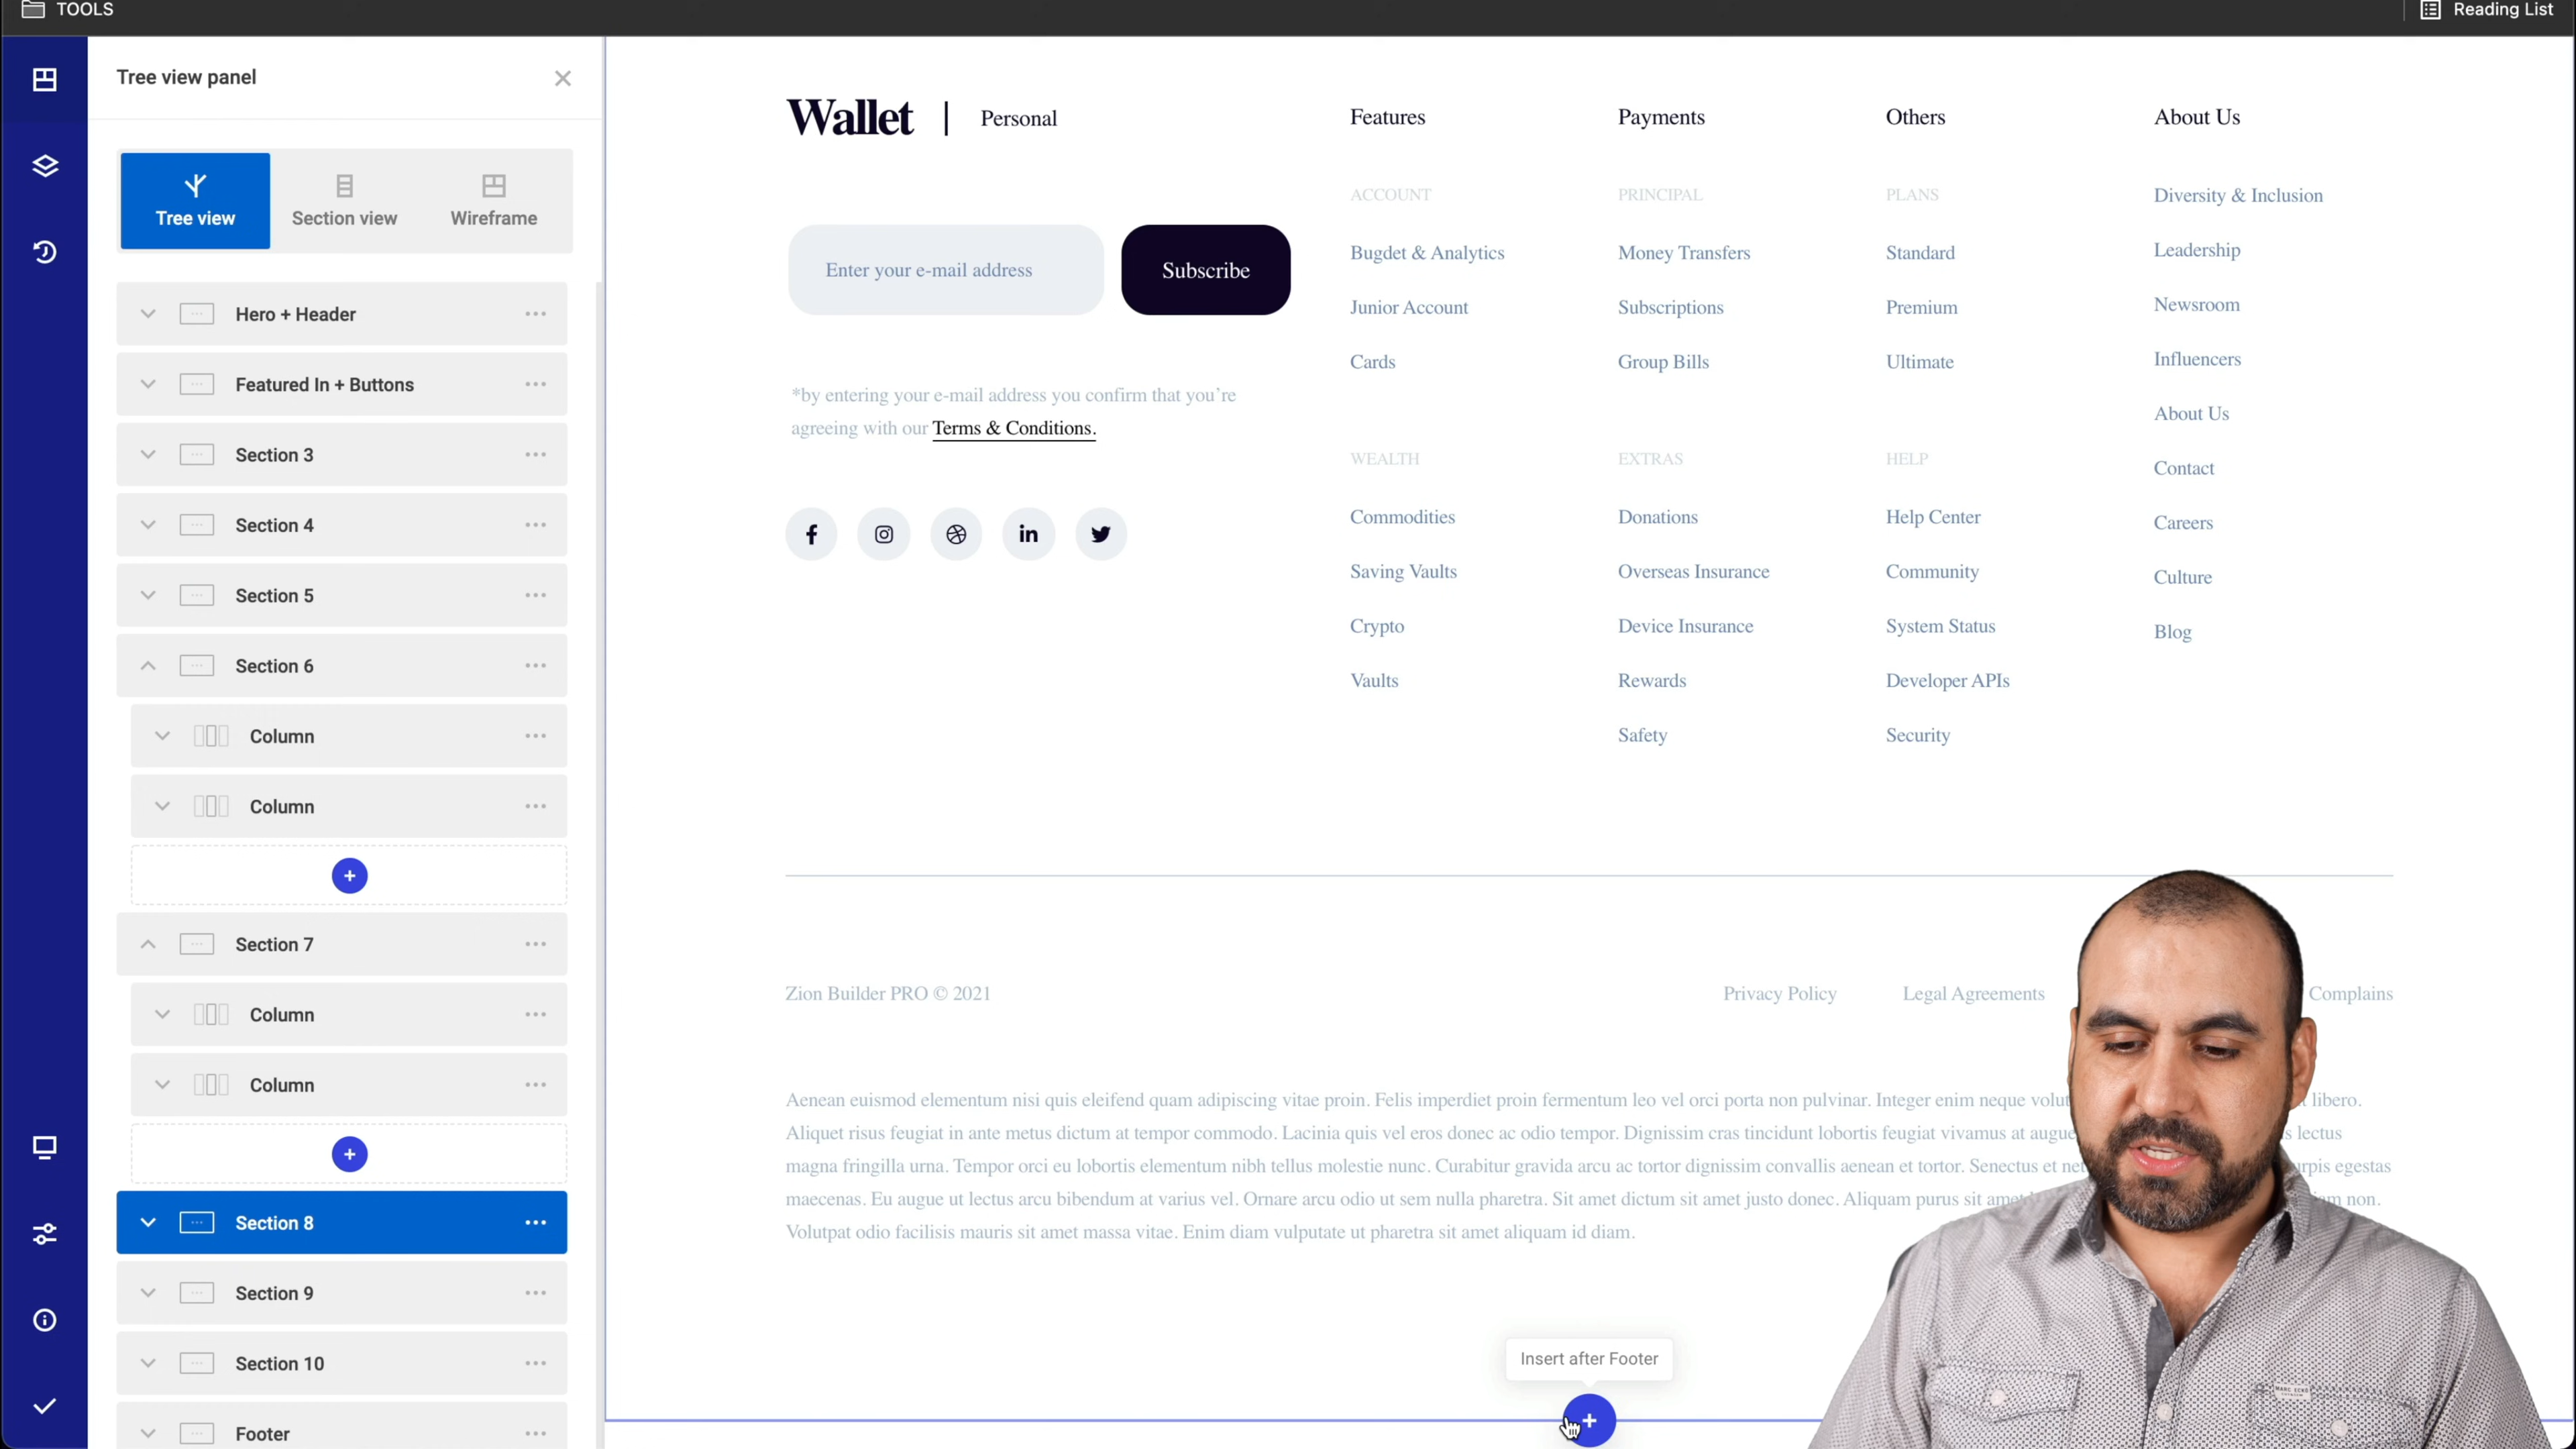 TOOLS
Reading List
Tree view panel
Tree view
Section view
Wireframe
Hero + Header
Featured In + Buttons
Section 3
Section 4
Section 5
Section 6
Column
Column
Section 7
Column
Column
Section 8
Section 9
Section 10
Footer
Wallet | Personal
Enter your e-mail address
Subscribe
*by entering your e-mail address you confirm that you're
agreeing with our Terms & Conditions.
Features
ACCOUNT
Bugdet & Analytics
Junior Account
Cards
WEALTH
Commodities
Saving Vaults
Crypto
Vaults
Payments
PRINCIPAL
Money Transfers
Subscriptions
Group Bills
EXTRAS
Donations
Overseas Insurance
Device Insurance
Rewards
Safety
Others
PLANS
Standard
Premium
Ultimate
HELP
Help Center
Community
System Status
Developer APIs
Security
About Us
Diversity & Inclusion
Leadership
Newsroom
Influencers
About Us
Contact
Careers
Culture
Blog
Zion Builder PRO © 2021
Privacy Policy
Legal Agreements
Complains
Aenean euismod elementum nisi quis eleifend quam adipiscing vitae proin. Felis imperdiet proin fermentum leo vel orci porta non pulvinar. Integer enim neque libero.
Aliquet risus feugiat in ante metus dictum at tempor commodo. Lacinia quis vel eros donec ac odio tempor. Dignissim cras tincidunt lobortis feugiat vivamus at lectus
magna fringilla urna. Tempor orci eu lobortis elementum nibh tellus molestie nunc. Curabitur gravida arcu ac tortor dignissim convallis aenean et tortor. Senectus et egestas
maecenas. Eu augue ut lectus arcu bibendum at varius vel. Ornare arcu odio ut sem nulla pharetra. Sit amet dictum sit amet justo donec. Aliquam purus sit non.
Volutpat odio facilisis mauris sit amet massa vitae. Enim diam vulputate ut pharetra sit amet aliquam id diam.
Insert after Footer
MARC ECKO